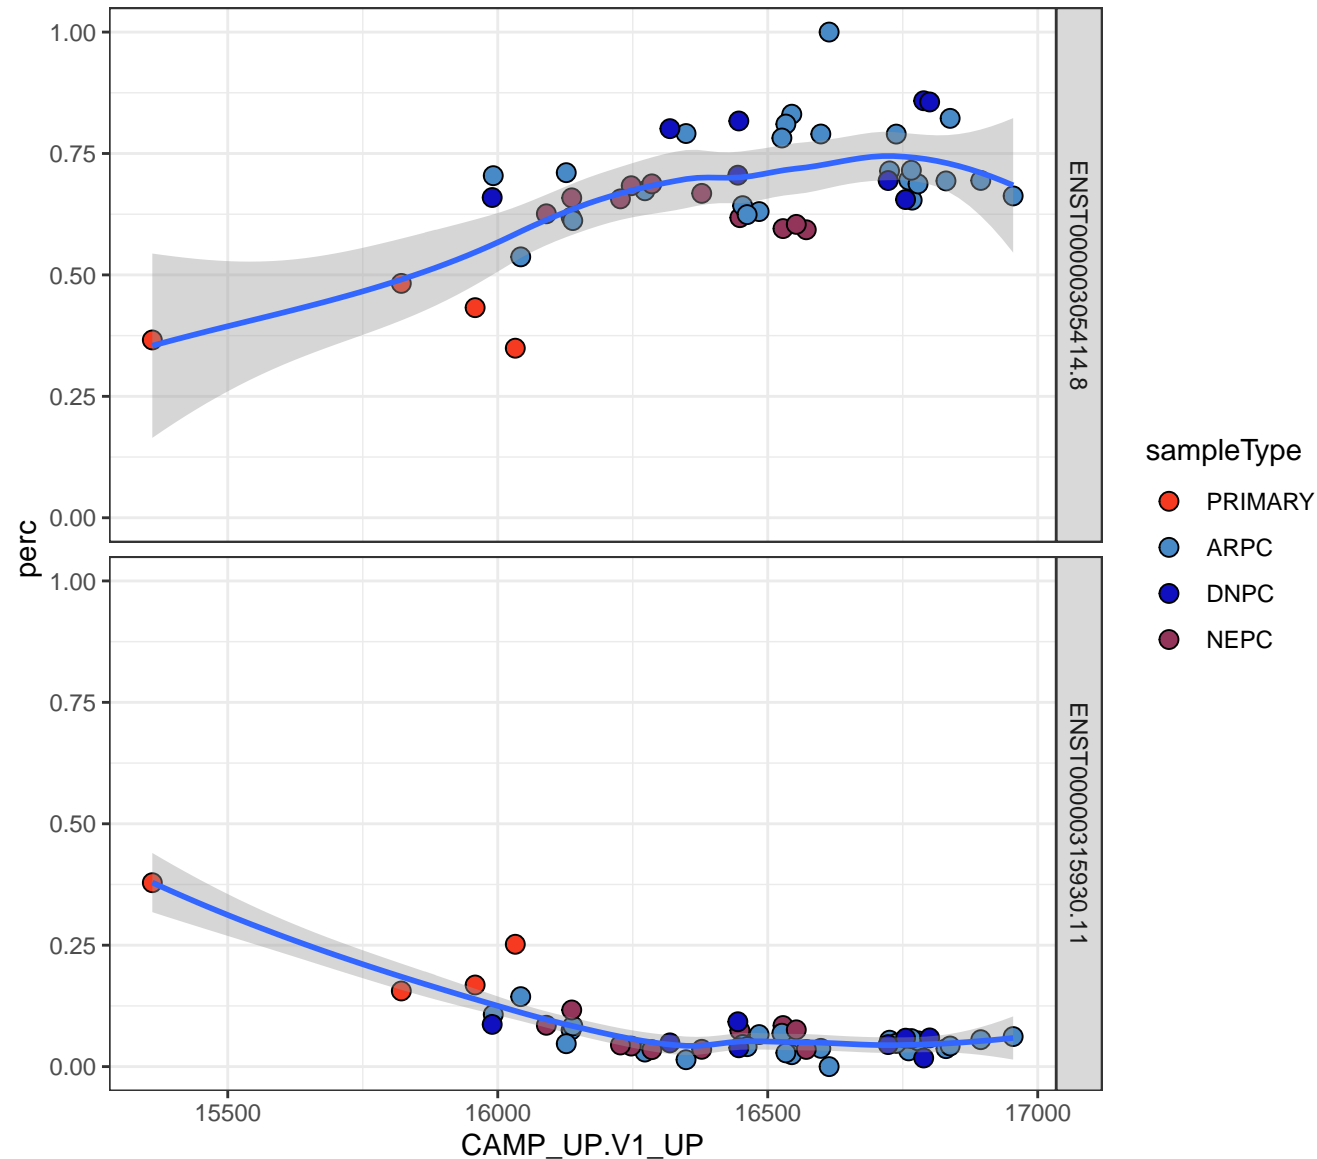 1.00
0.75
0.50
0.25
0.00
ENST00000305414.8
1.00
0.75
0.50
0.25
0.00
ENST00000315930.11
perc
15500
16000
16500
17000
CAMP_UP.V1_UP
sampleType
PRIMARY
ARPC
DNPC
NEPC